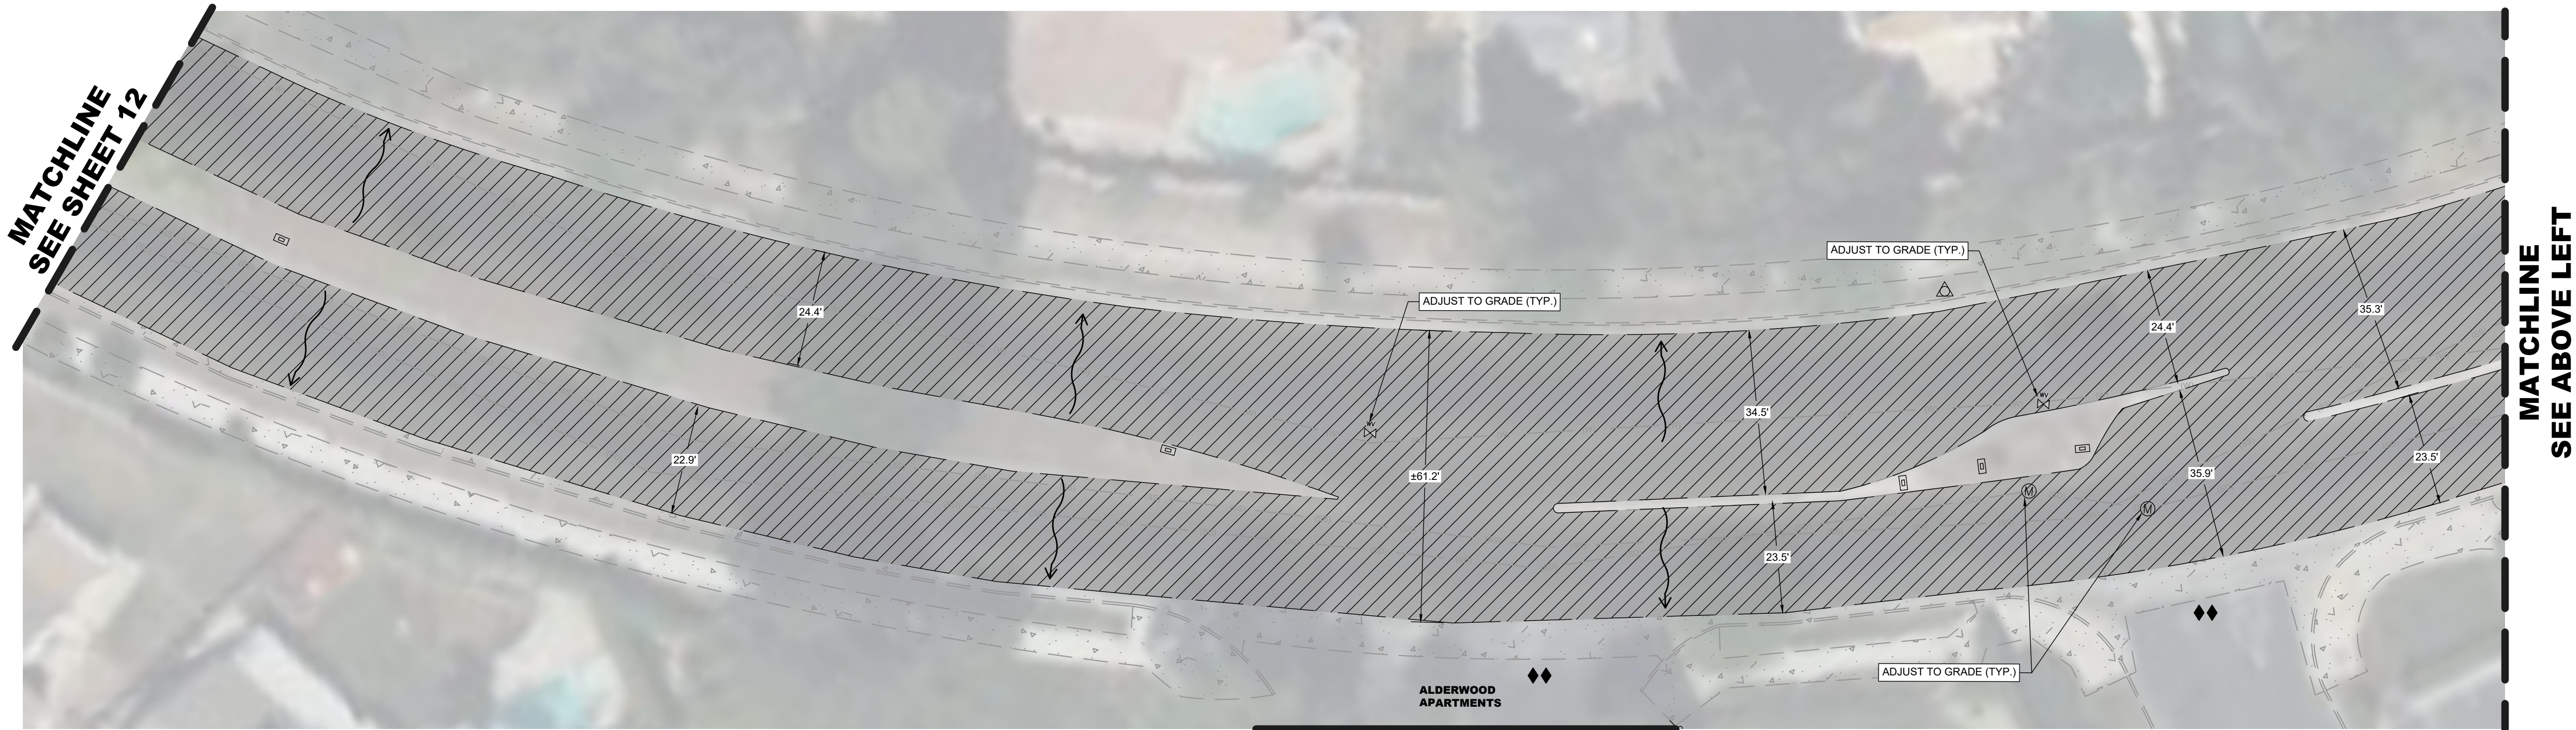 MATCHLINE
SEE SHEET 12
24.4'
22.9'
ADJUST TO GRADE (TYP.)
WV
±61.2'
34.5'
23.5'
ADJUST TO GRADE (TYP.)
WV
24.4'
35.9'
35.3'
23.5'
M
M
ADJUST TO GRADE (TYP.)
ALDERWOOD
APARTMENTS
MATCHLINE
SEE ABOVE LEFT